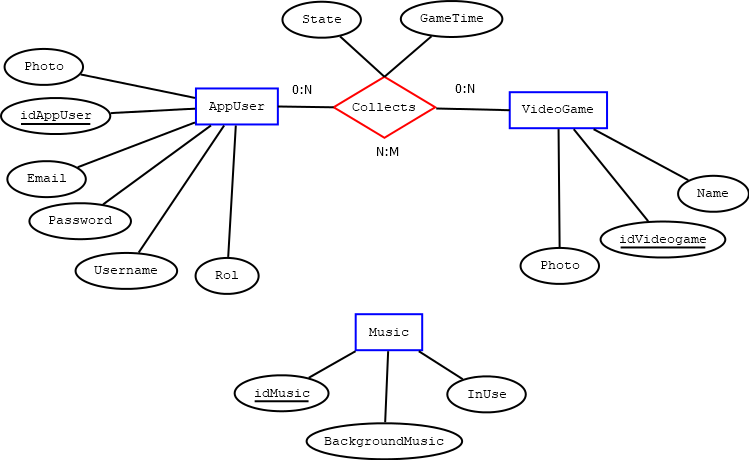 State
GameTime
Photo
0:N
0:N
AppUser
Collects
VideoGame
idAppUser
N:M
Email
Name
Password
idVideogame
Username
Rol
Photo
Music
idMusic
InUse
BackgroundMusic